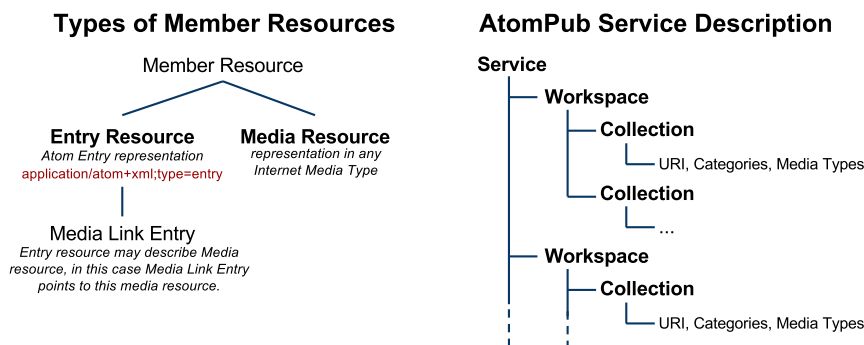 Types of Member Resources
Member Resource
Entry Resource
Atom Entry representation
application/atom+xml;type=entry
Media Resource
representation in any
Internet Media Type
Media Link Entry
Entry resource may describe Media
resource, in this case Media Link Entry
points to this media resource.
AtomPub Service Description
Service
Workspace
Collection
URI, Categories, Media Types
Collection
...
Workspace
Collection
URI, Categories, Media Types